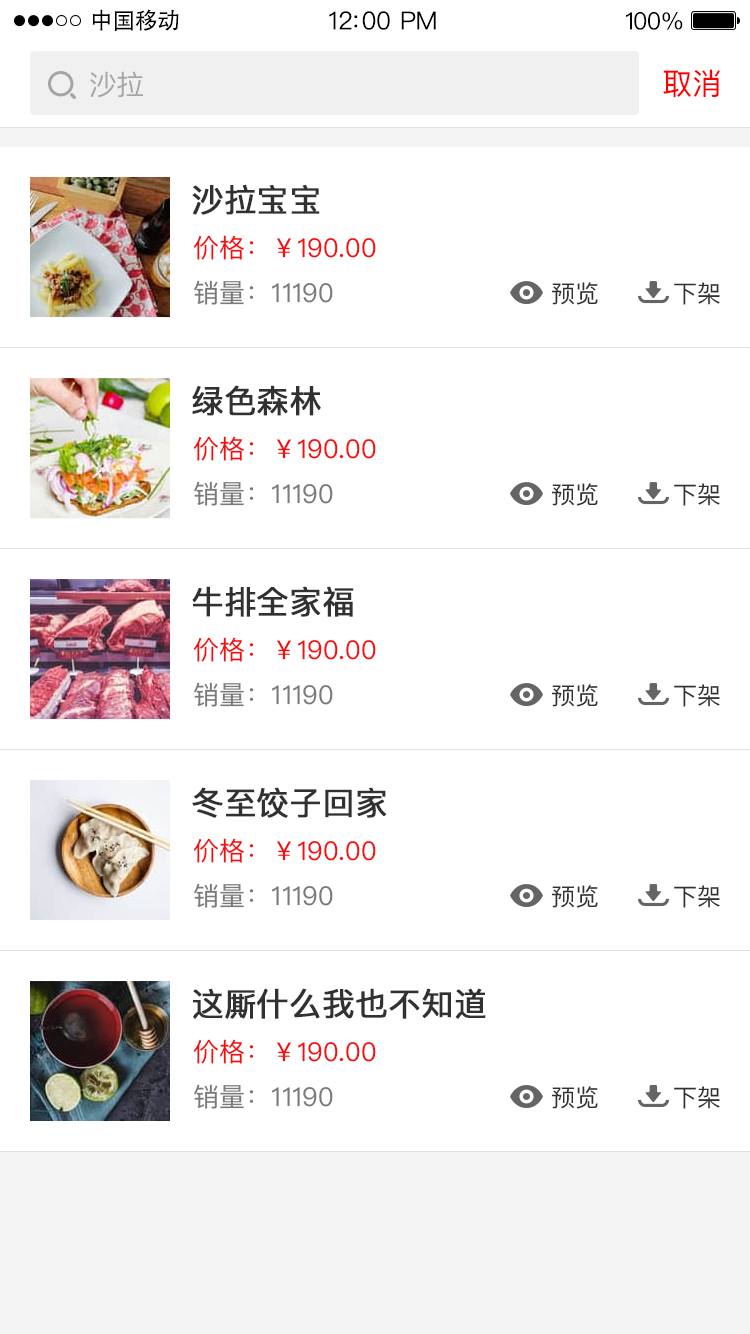 中国移动 12:00 PM 100%
沙拉 取消
沙拉宝宝
价格：￥190.00
销量：11190 预览 下架
绿色森林
价格：￥190.00
销量：11190 预览 下架
牛排全家福
价格：￥190.00
销量：11190 预览 下架
冬至饺子回家
价格：￥190.00
销量：11190 预览 下架
这厮什么我也不知道
价格：￥190.00
销量：11190 预览 下架